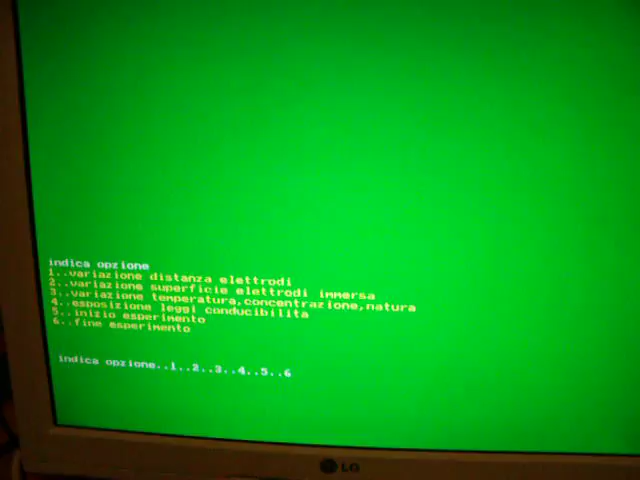 indica opzione
1..variazione distanza elettrodi
2..variazione superficie elettrodi immersa
3..variazione temperatura,concentrazione,natura
4..esposizione leggi conducibilita
5..inizio esperimento
6..fine esperimento
indica opzione..1..2..3..4..5..6
LG